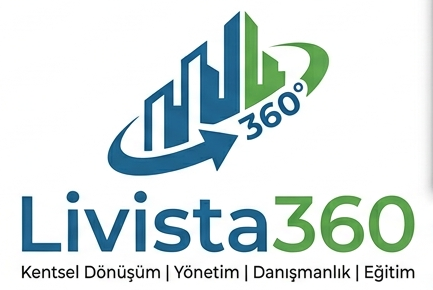 360°
Livista360
Kentsel Dönüşüm | Yönetim | Danışmanlık | Eğitim